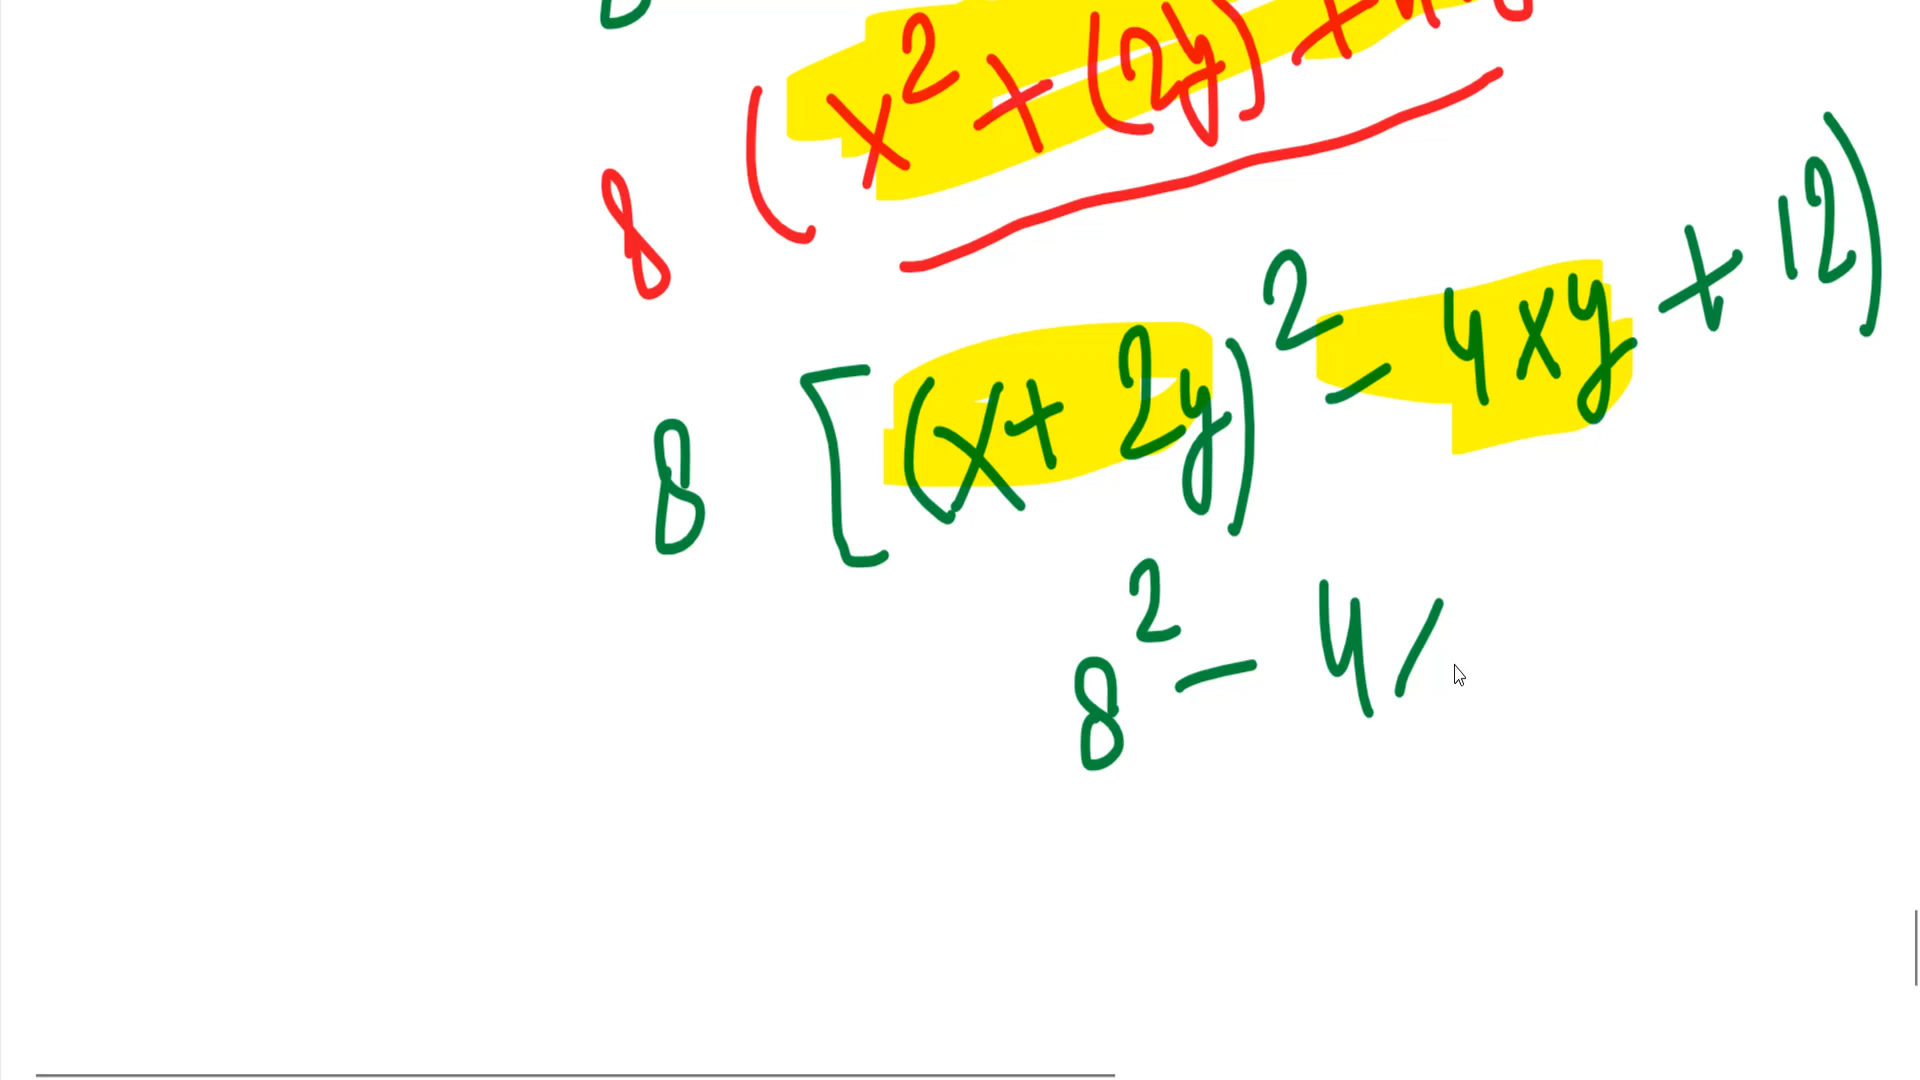 8 (x² + (2y) +
8 [(x + 2y)² - 4xy + 12)
8² - 4